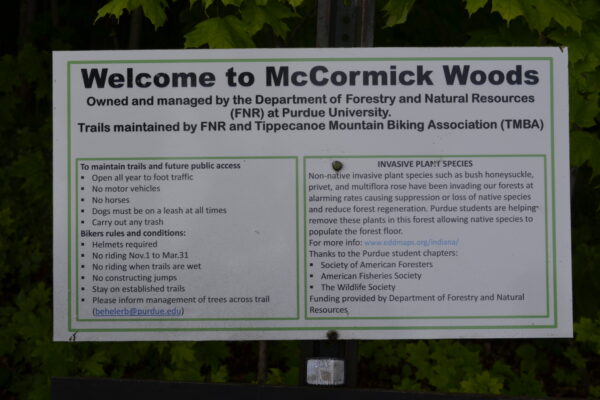 Welcome to McCormick Woods
Owned and managed by the Department of Forestry and Natural Resources
(FNR) at Purdue University.
Trails maintained by FNR and Tippecanoe Mountain Biking Association (TMBA)
To maintain trails and future public access
▪ Open all year to foot traffic
▪ No motor vehicles
▪ No horses
▪ Dogs must be on a leash at all times
▪ Carry out any trash
Bikers rules and conditions:
▪ Helmets required
▪ No riding Nov.1 to Mar.31
▪ No riding when trails are wet
▪ No constructing jumps
▪ Stay on established trails
▪ Please inform management of trees across trail
(behelerb@purdue.edu)
INVASIVE PLANT SPECIES
Non-native invasive plant species such as bush honeysuckle,
privet, and multiflora rose have been invading our forests at
alarming rates causing suppression or loss of native species
and reduce forest regeneration. Purdue students are helping
remove these plants in this forest allowing native species to
populate the forest floor.
For more info: www.eddmaps.org/indiana/
Thanks to the Purdue student chapters:
▪ Society of American Foresters
▪ American Fisheries Society
▪ The Wildlife Society
Funding provided by Department of Forestry and Natural
Resources